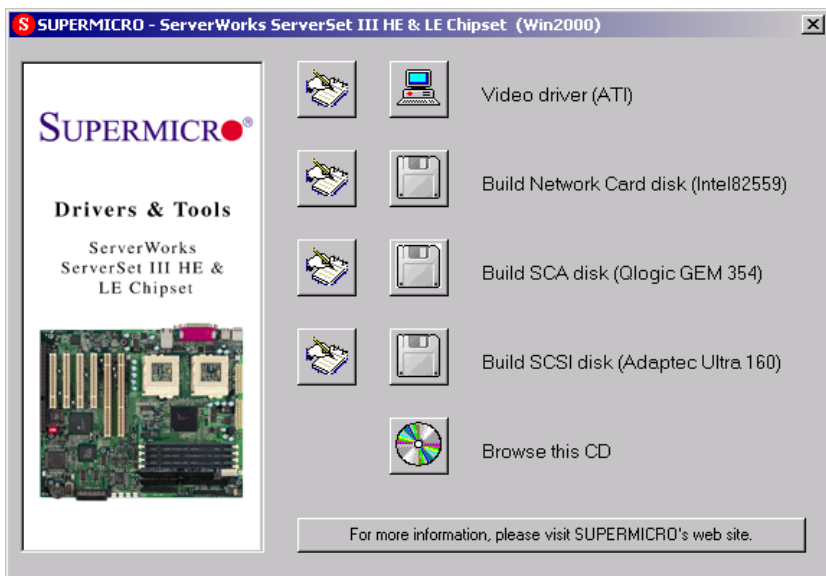 SUPERMICRO - ServerWorks ServerSet III HE & LE Chipset (Win2000)
SUPERMICRO®
Drivers & Tools
ServerWorks
ServerSet III HE &
LE Chipset
Video driver (ATI)
Build Network Card disk (Intel82559)
Build SCA disk (Qlogic GEM 354)
Build SCSI disk (Adaptec Ultra 160)
Browse this CD
For more information, please visit SUPERMICRO's web site.